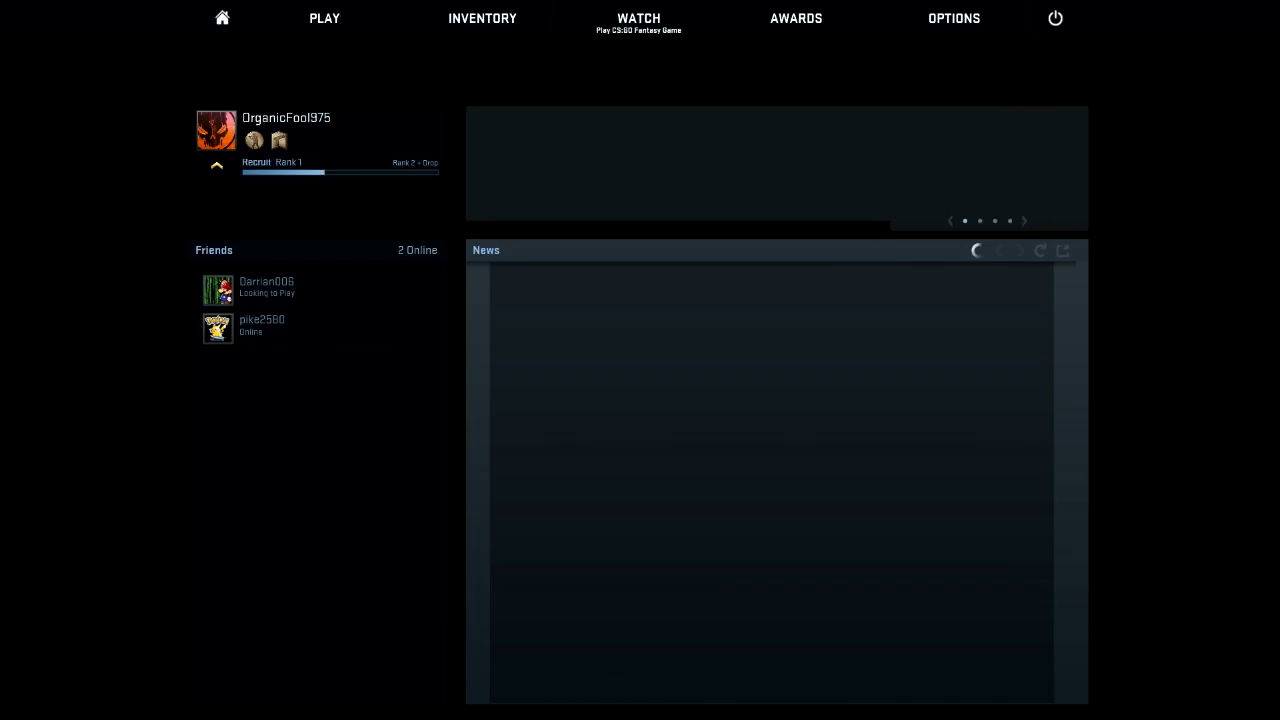 PLAY
INVENTORY
WATCH
Play CS:GO Fantasy Game
AWARDS
OPTIONS
OrganicFool975
Recruit Rank 1
Rank 2 + Drop
Friends
2 Online
Darrian006
Looking to Play
pike2580
Online
News